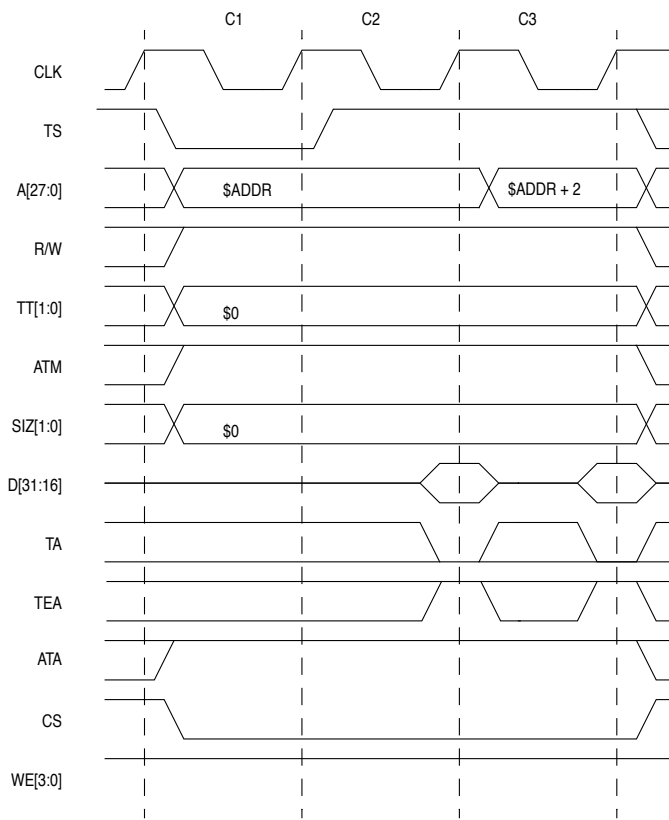 C1 C2 C3
CLK
TS
A[27:0] $ADDR $ADDR + 2
R/W
TT[1:0] $0
ATM
SIZ[1:0] $0
D[31:16]
TA
TEA
ATA
CS
WE[3:0]